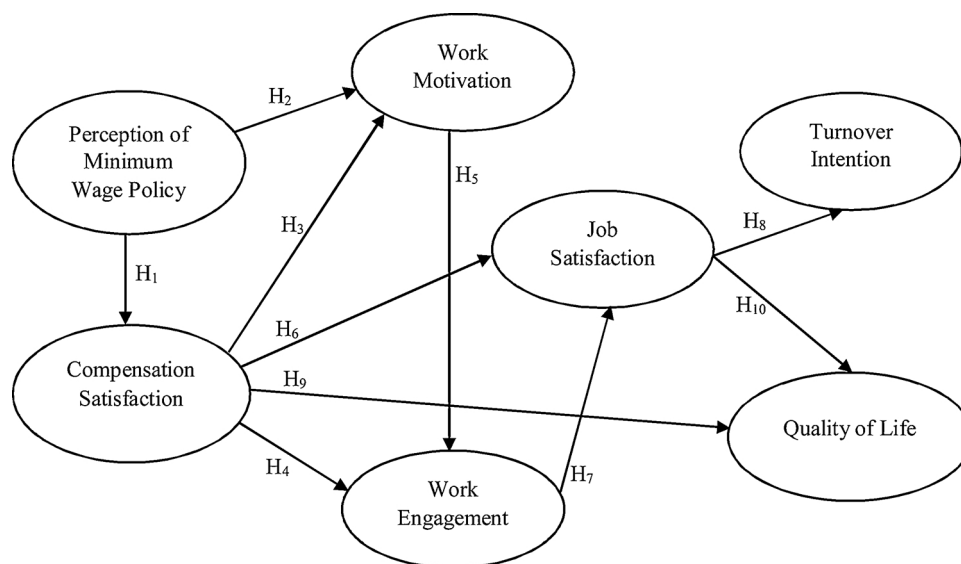 Work
Motivation
H₂
Perception of
Minimum
Wage Policy
Turnover
Intention
H₅
H₃
Job
Satisfaction
H₈
H₁
H₆
H₁₀
Compensation
Satisfaction
H₉
Quality of Life
H₄
H₇
Work
Engagement